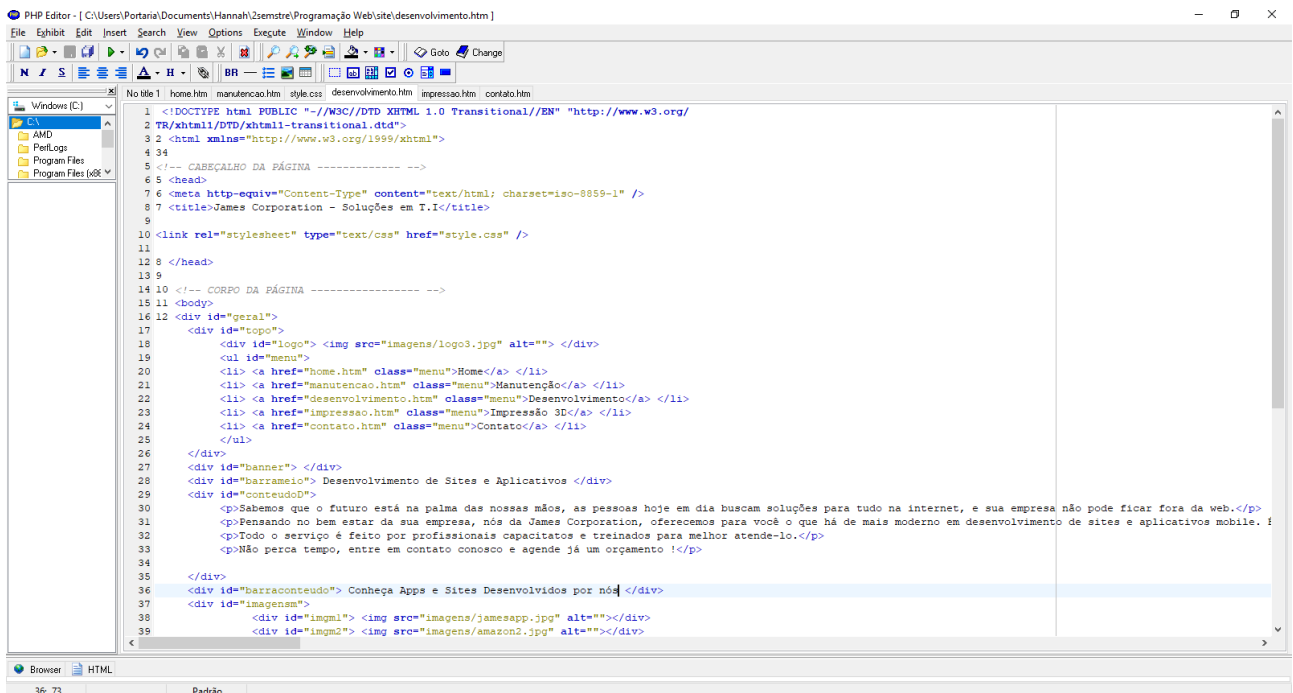 PHP Editor - [ C:\Users\Portaria\Documents\Hannah\2semstre\Programação Web\site\desenvolvimento.htm ]
File Exhibit Edit Insert Search View Options Execute Window Help
Goto Change
N I S A H BR
No title 1 home.htm manutencao.htm style.css desenvolvimento.htm impressao.htm contato.htm
Windows (C:)
C:\
AMD
PerfLogs
Program Files
Program Files (x86
1 <!DOCTYPE html PUBLIC "-//W3C//DTD XHTML 1.0 Transitional//EN" "http://www.w3.org/
2 TR/xhtml1/DTD/xhtml1-transitional.dtd">
3 2 <html xmlns="http://www.w3.org/1999/xhtml">
4 34
5 <!-- CABEÇALHO DA PÁGINA ------------- -->
6 5 <head>
7 6 <meta http-equiv="Content-Type" content="text/html; charset=iso-8859-1" />
8 7 <title>James Corporation - Soluções em T.I</title>
9
10 <link rel="stylesheet" type="text/css" href="style.css" />
11
12 8 </head>
13 9
14 10 <!-- CORPO DA PÁGINA ----------------- -->
15 11 <body>
16 12 <div id="geral">
17 <div id="topo">
18 <div id="logo"> <img src="imagens/logo3.jpg" alt=""> </div>
19 <ul id="menu">
20 <li> <a href="home.htm" class="menu">Home</a> </li>
21 <li> <a href="manutencao.htm" class="menu">Manutenção</a> </li>
22 <li> <a href="desenvolvimento.htm" class="menu">Desenvolvimento</a> </li>
23 <li> <a href="impressao.htm" class="menu">Impressão 3D</a> </li>
24 <li> <a href="contato.htm" class="menu">Contato</a> </li>
25 </ul>
26 </div>
27 <div id="banner"> </div>
28 <div id="barrameio"> Desenvolvimento de Sites e Aplicativos </div>
29 <div id="conteudoD">
30 <p>Sabemos que o futuro está na palma das nossas mãos, as pessoas hoje em dia buscam soluções para tudo na internet, e sua empresa não pode ficar fora da web.</p>
31 <p>Pensando no bem estar da sua empresa, nós da James Corporation, oferecemos para você o que há de mais moderno em desenvolvimento de sites e aplicativos mobile.
32 <p>Todo o serviço é feito por profissionais capacitatos e treinados para melhor atende-lo.</p>
33 <p>Não perca tempo, entre em contato conosco e agende já um orçamento !</p>
34
35 </div>
36 <div id="barraconteudo"> Conheça Apps e Sites Desenvolvidos por nós </div>
37 <div id="imagensm">
38 <div id="imgm1"> <img src="imagens/jamesapp.jpg" alt=""></div>
39 <div id="imgm2"> <img src="imagens/amazon2.jpg" alt=""></div>
Browser HTML
36: 73 Padrão